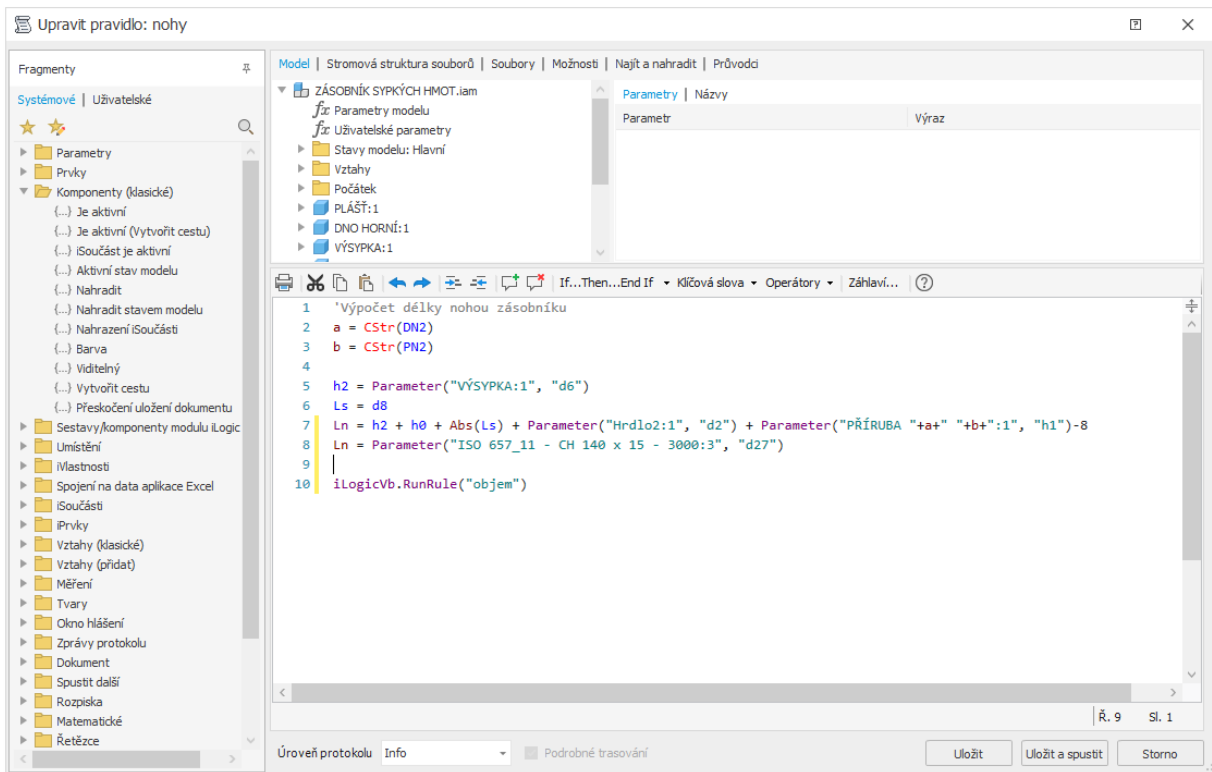 Upravit pravidlo: nohy
Fragmenty
Systémové | Uživatelské
Parametry
Prvky
Komponenty (klasické)
{...} Je aktivní
{...} Je aktivní (Vytvořit cestu)
{...} iSoučást je aktivní
{...} Aktivní stav modelu
{...} Nahradit
{...} Nahradit stavem modelu
{...} Nahrazení iSoučásti
{...} Barva
{...} Viditelný
{...} Vytvořit cestu
{...} Přeskočení uložení dokumentu
Sestavy/komponenty modulu iLogic
Umístění
iVlastnosti
Spojení na data aplikace Excel
iSoučásti
iPrvky
Vztahy (klasické)
Vztahy (přidat)
Měření
Tvary
Okno hlášení
Zprávy protokolu
Dokument
Spustit další
Rozpiska
Matematické
Řetězce
Model | Stromová struktura souborů | Soubory | Možnosti | Najít a nahradit | Průvodci
ZÁSOBNÍK SYPKÝCH HMOT.iam
fx Parametry modelu
fx Uživatelské parametry
Stavy modelu: Hlavní
Vztahy
Počátek
PLÁŠŤ:1
DNO HORNÍ:1
VÝSYPKA:1
Parametry | Názvy
Parametr Výraz
If...Then...End If Klíčová slova Operátory Záhlaví...
1 'Výpočet délky nohou zásobníku
2 a = CStr(DN2)
3 b = CStr(PN2)
4
5 h2 = Parameter("VÝSYPKA:1", "d6")
6 Ls = d8
7 Ln = h2 + h0 + Abs(Ls) + Parameter("Hrdlo2:1", "d2") + Parameter("PŘÍRUBA "+a+" "+b+":1", "h1")-8
8 Ln = Parameter("ISO 657_11 - CH 140 x 15 - 3000:3", "d27")
9
10 iLogicVb.RunRule("objem")
Ř. 9 Sl. 1
Úroveň protokolu Info Podrobné trasování Uložit Uložit a spustit Storno